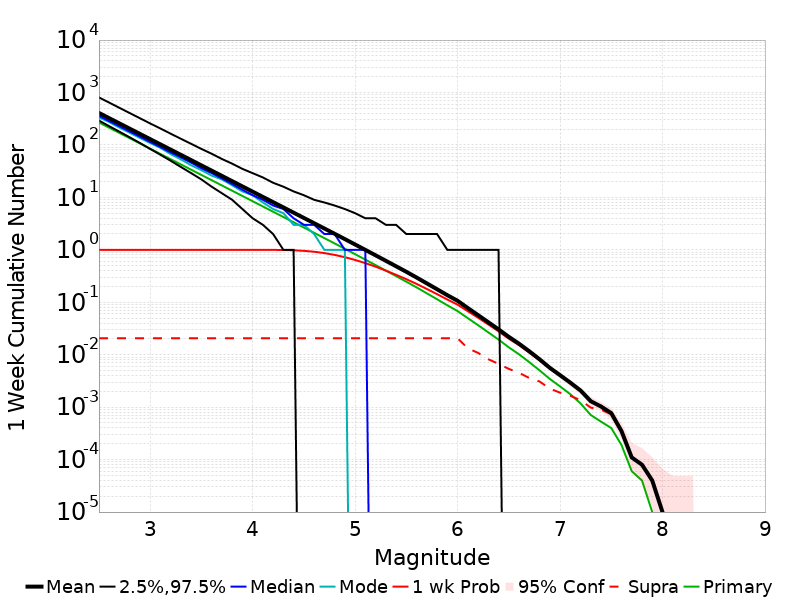 10^4
10^3
10^2
10^1
10^0
10^-1
10^-2
10^-3
10^-4
10^-5
1 Week Cumulative Number
3 4 5 6 7 8 9
Magnitude
Mean 2.5%,97.5% Median Mode 1 wk Prob 95% Conf Supra Primary